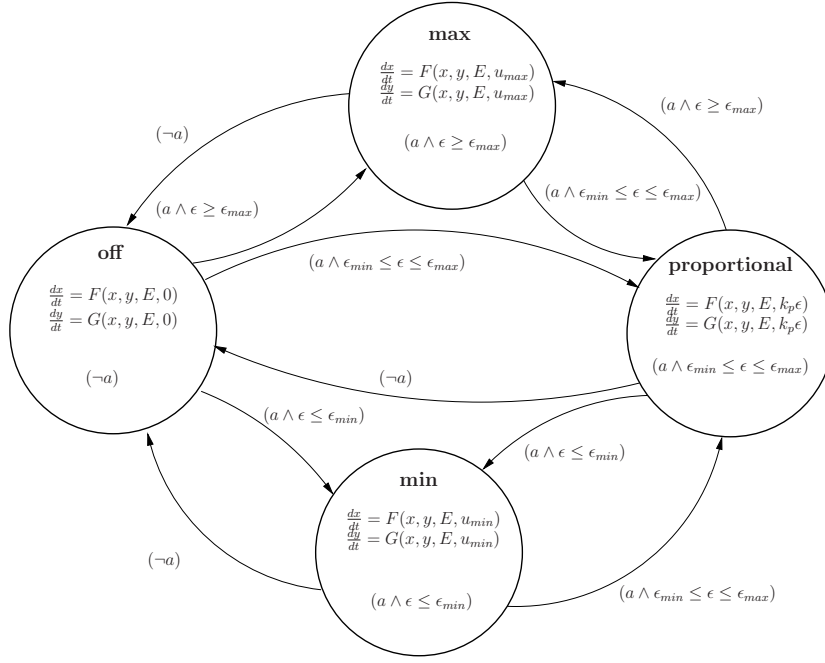 max
dx/dt = F(x, y, E, u_max)
dy/dt = G(x, y, E, u_max)
(a ∧ ϵ ≥ ϵ_max)
(¬a)
(a ∧ ϵ ≥ ϵ_max)
(a ∧ ϵ ≥ ϵ_max)
(a ∧ ϵ_min ≤ ϵ ≤ ϵ_max)
off
dx/dt = F(x, y, E, 0)
dy/dt = G(x, y, E, 0)
(¬a)
(a ∧ ϵ_min ≤ ϵ ≤ ϵ_max)
proportional
dx/dt = F(x, y, E, k_pϵ)
dy/dt = G(x, y, E, k_pϵ)
(a ∧ ϵ_min ≤ ϵ ≤ ϵ_max)
(¬a)
(a ∧ ϵ ≤ ϵ_min)
(a ∧ ϵ ≤ ϵ_min)
min
dx/dt = F(x, y, E, u_min)
dy/dt = G(x, y, E, u_min)
(a ∧ ϵ ≤ ϵ_min)
(¬a)
(a ∧ ϵ_min ≤ ϵ ≤ ϵ_max)